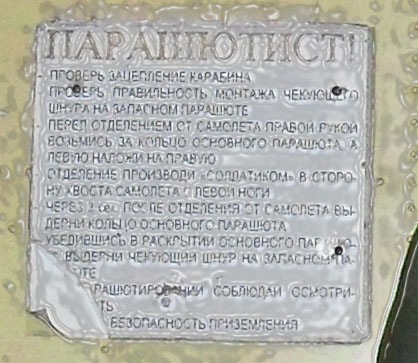 ПАРАШЮТИСТ!
- ПРОВЕРЬ ЗАЦЕПЛЕНИЕ КАРАБИНА
- ПРОВЕРЬ ПРАВИЛЬНОСТЬ МОНТАЖА ЧЕКУЮЩЕГО
ШНУРА НА ЗАПАСНОМ ПАРАШЮТЕ
- ПЕРЕД ОТДЕЛЕНИЕМ ОТ САМОЛЕТА ПРАВОЙ РУКОЙ
ВОЗЬМИСЬ ЗА КОЛЬЦО ОСНОВНОГО ПАРАШЮТА, А
ЛЕВУЮ НАЛОЖИ НА ПРАВУЮ
- ОТДЕЛЕНИЕ ПРОИЗВОДИ «СОЛДАТИКОМ» В СТОРО-
НУ ХВОСТА САМОЛЕТА С ЛЕВОЙ НОГИ
- ЧЕРЕЗ 3 сек. ПОСЛЕ ОТДЕЛЕНИЯ ОТ САМОЛЕТА ВЫ-
ДЕРНИ КОЛЬЦО ОСНОВНОГО ПАРАШЮТА
УБЕДИВШИСЬ В РАСКРЫТИИ ОСНОВНОГО
ВЫДЕРНИ ЧЕКУЮЩИЙ ШНУР НА ЗАПАСНОМ ПА-
СОБЛЮДАЙ ОСМОТРИ-
БЕЗОПАСНОСТЬ ПРИЗЕМЛЕНИЯ